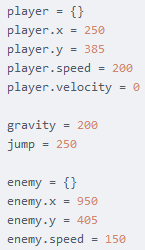 player = {}
player.x = 250
player.y = 385
player.speed = 200
player.velocity = 0
gravity = 200
jump = 250
enemy = {}
enemy.x = 950
enemy.y = 405
enemy.speed = 150